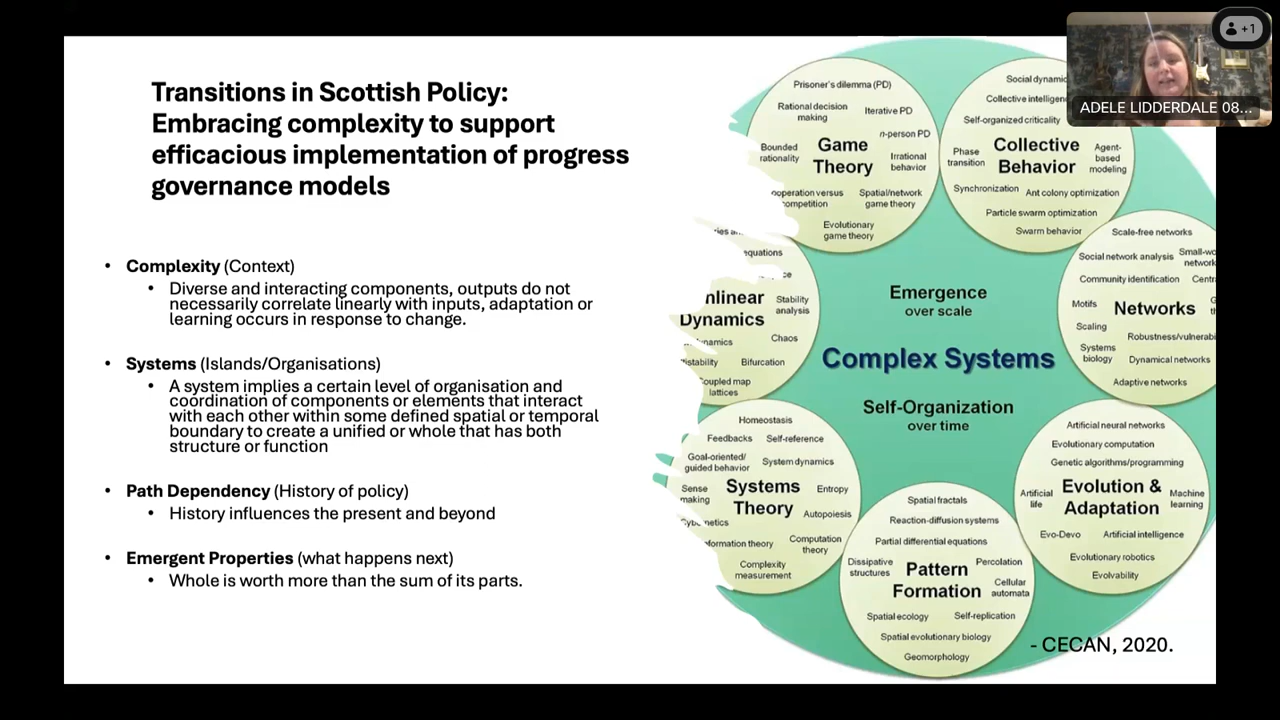 Transitions in Scottish Policy:
Embracing complexity to support
efficacious implementation of progress
governance models
• Complexity (Context)
• Diverse and interacting components, outputs do not
necessarily correlate linearly with inputs, adaptation or
learning occurs in response to change.
• Systems (Islands/Organisations)
• A system implies a certain level of organisation and
coordination of components or elements that interact
with each other within some defined spatial or temporal
boundary to create a unified or whole that has both
structure or function
• Path Dependency (History of policy)
• History influences the present and beyond
• Emergent Properties (what happens next)
• Whole is worth more than the sum of its parts.
Prisoner's dilemma (PD)
Rational decision
making
Iterative PD
n-person PD
Bounded
rationality
Game
Theory
Irrational
behavior
ooperation versus
ompetition
Spatial/network
game theory
Evolutionary
game theory
Social dynamic
Collective intelligen
Self-organized criticality
Phase
transition
Collective
Behavior
Agent-
based
modeling
Synchronization
Ant colony optimization
Particle swarm optimization
Swarm behavior
Scale-free networks
Social network analysis
Small-wo
network
Community identification
Centr
Motifs
Networks
Scaling
Robustness/vulnerabi
Systems
biology
Dynamical networks
Adaptive networks
equations
Stability
analysis
nlinear
Dynamics
Chaos
Bifurcation
oupled map
lattices
Emergence
over scale
Complex Systems
Self-Organization
over time
Homeostasis
Feedbacks
Self-reference
Goal-oriented/
guided behavior
System dynamics
Sense
making
Systems
Theory
Entropy
Autopoiesis
formation theory
Computation
theory
Complexity
measurement
Spatial fractals
Reaction-diffusion systems
Partial differential equations
Dissipative
structures
Pattern
Formation
Percolation
Cellular
automata
Spatial ecology
Self-replication
Spatial evolutionary biology
Geomorphology
Artificial neural networks
Evolutionary computation
Genetic algorithms/programming
Artificial
life
Evolution &
Adaptation
Machine
learning
Evo-Devo
Artificial intelligence
Evolutionary robotics
Evolvability
- CECAN, 2020.
+1
ADELE LIDDERDALE 08...